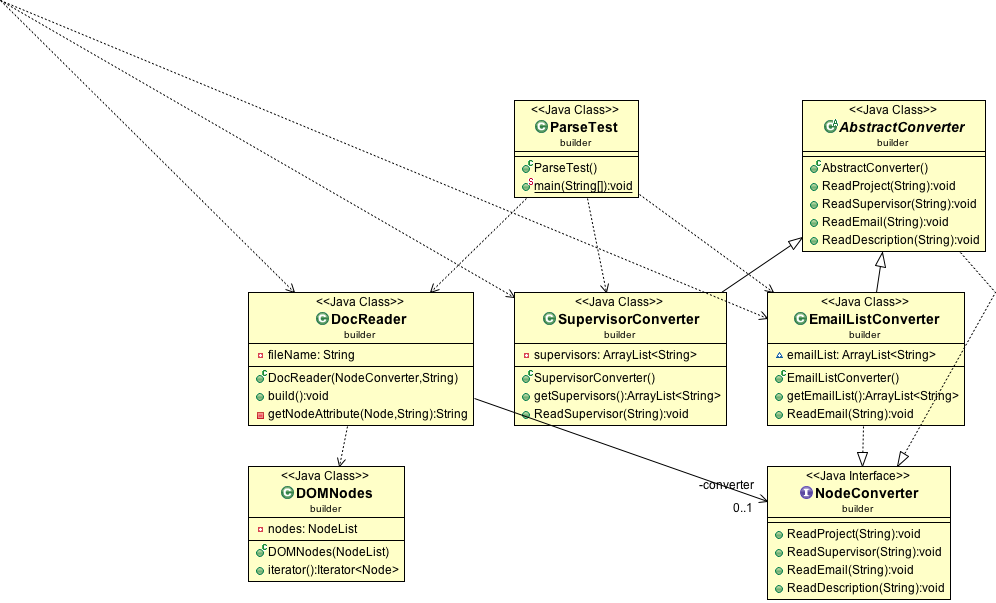 <<Java Class>>
ParseTest
builder
ParseTest()
main(String[]):void
<<Java Class>>
AbstractConverter
builder
AbstractConverter()
ReadProject(String):void
ReadSupervisor(String):void
ReadEmail(String):void
ReadDescription(String):void
<<Java Class>>
DocReader
builder
fileName: String
DocReader(NodeConverter,String)
build():void
getNodeAttribute(Node,String):String
<<Java Class>>
SupervisorConverter
builder
supervisors: ArrayList<String>
SupervisorConverter()
getSupervisors():ArrayList<String>
ReadSupervisor(String):void
<<Java Class>>
EmailListConverter
builder
emailList: ArrayList<String>
EmailListConverter()
getEmailList():ArrayList<String>
ReadEmail(String):void
<<Java Class>>
DOMNodes
builder
nodes: NodeList
DOMNodes(NodeList)
iterator():Iterator<Node>
-converter
0..1
<<Java Interface>>
NodeConverter
builder
ReadProject(String):void
ReadSupervisor(String):void
ReadEmail(String):void
ReadDescription(String):void